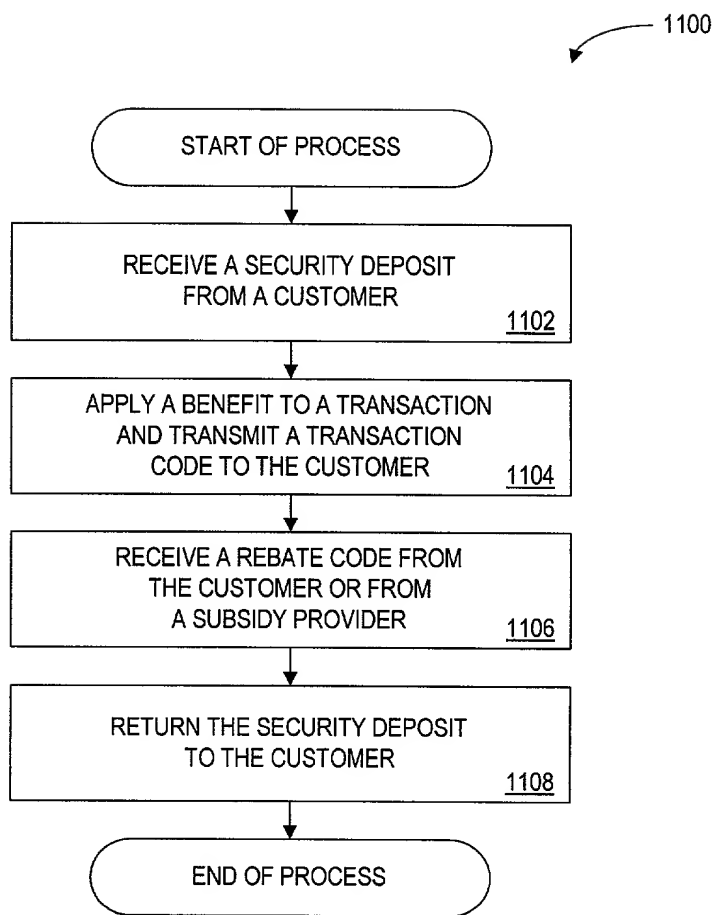 1100
START OF PROCESS
RECEIVE A SECURITY DEPOSIT
FROM A CUSTOMER
1102
APPLY A BENEFIT TO A TRANSACTION
AND TRANSMIT A TRANSACTION
CODE TO THE CUSTOMER
1104
RECEIVE A REBATE CODE FROM
THE CUSTOMER OR FROM
A SUBSIDY PROVIDER
1106
RETURN THE SECURITY DEPOSIT
TO THE CUSTOMER
1108
END OF PROCESS